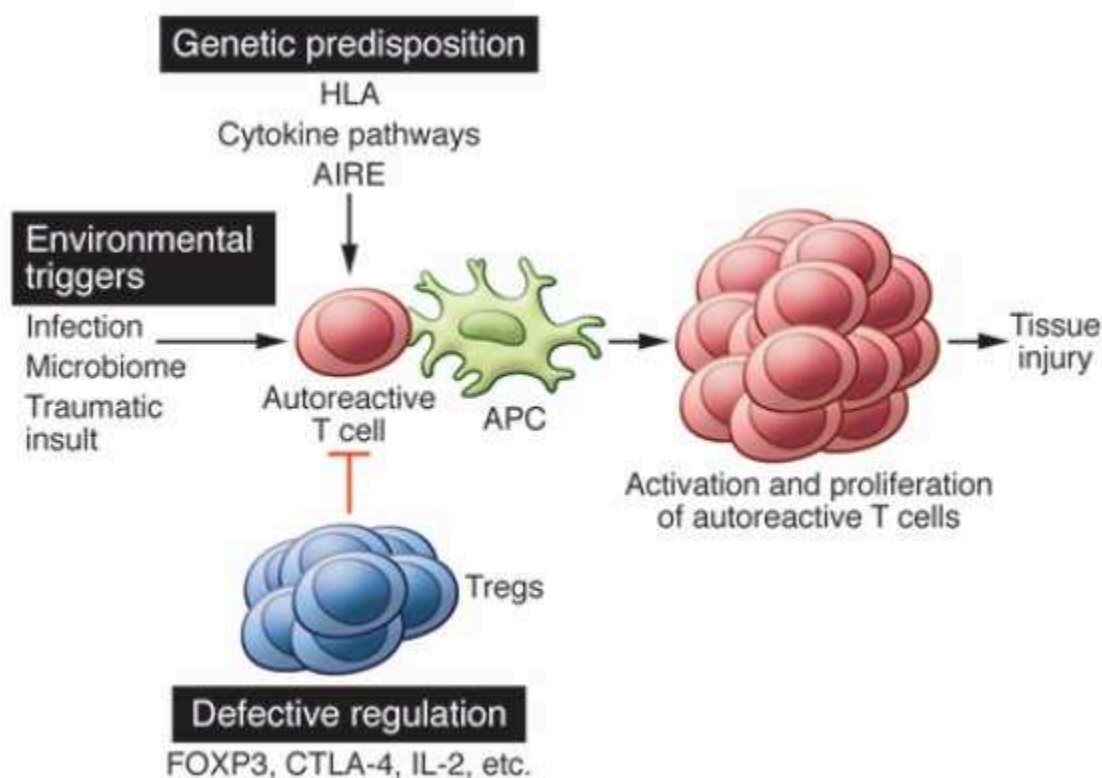 Genetic predisposition
HLA
Cytokine pathways
AIRE
Environmental
triggers
Infection
Microbiome
Traumatic
insult
Autoreactive
T cell
APC
Activation and proliferation
of autoreactive T cells
Tissue
injury
Tregs
Defective regulation
FOXP3, CTLA-4, IL-2, etc.